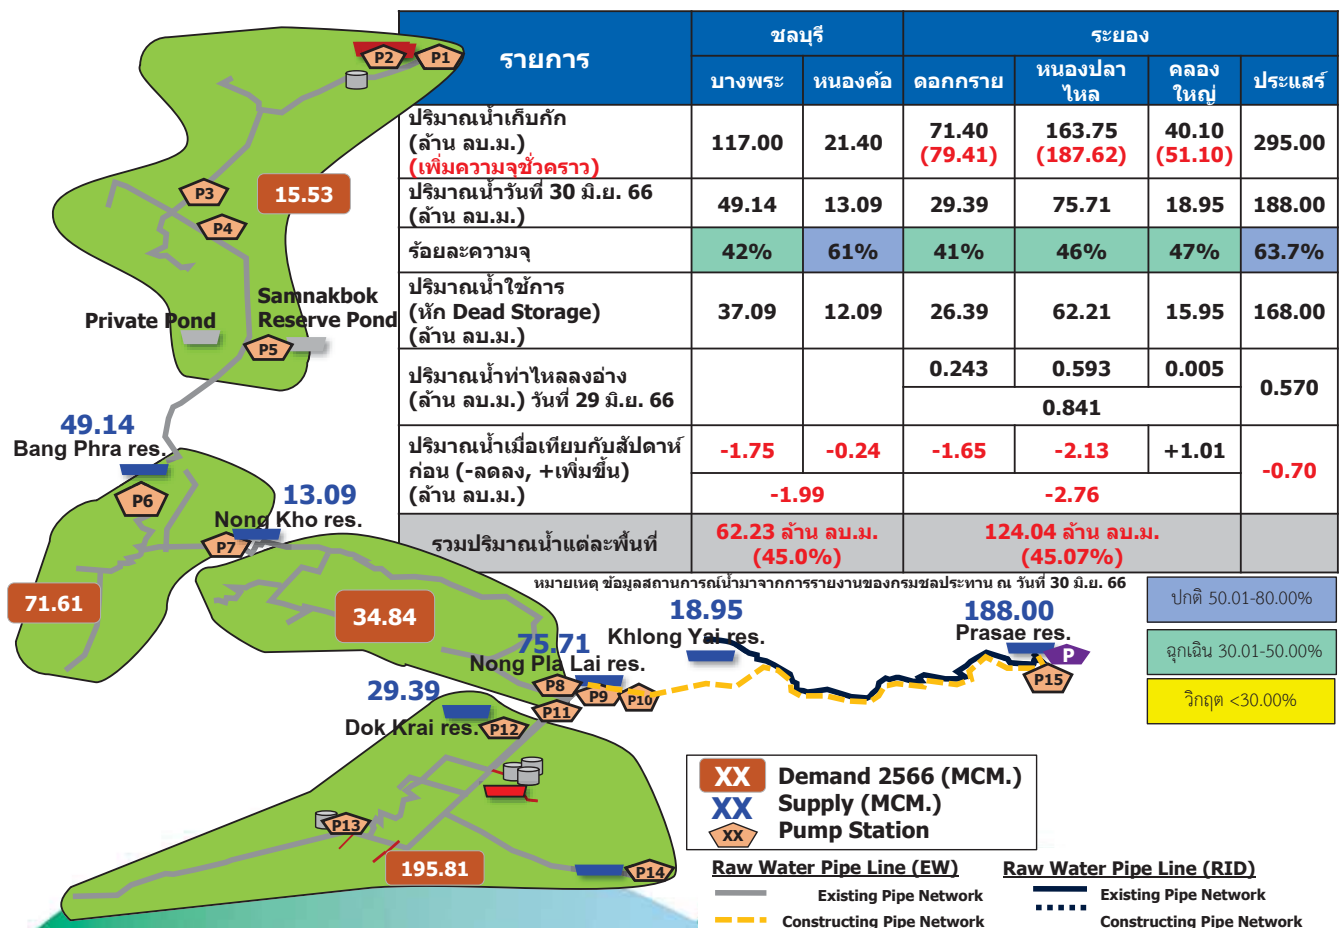 รายการ
ชลบุรี
ระยอง
บางพระ
หนองค้อ
ดอกกราย
หนองปลา
ไหล
คลอง
ใหญ่
ประแสร์
ปริมาณน้ำเก็บกัก
(ล้าน ลบ.ม.)
(เพิ่มความจุชั่วคราว)
117.00
21.40
71.40
(79.41)
163.75
(187.62)
40.10
(51.10)
295.00
ปริมาณน้ำวันที่ 30 มิ.ย. 66
(ล้าน ลบ.ม.)
49.14
13.09
29.39
75.71
18.95
188.00
ร้อยละความจุ
42%
61%
41%
46%
47%
63.7%
ปริมาณน้ำใช้การ
(หัก Dead Storage)
(ล้าน ลบ.ม.)
37.09
12.09
26.39
62.21
15.95
168.00
ปริมาณน้ำท่าไหลลงอ่าง
(ล้าน ลบ.ม.) วันที่ 29 มิ.ย. 66
0.243
0.593
0.005
0.570
0.841
ปริมาณน้ำเมื่อเทียบกับสัปดาห์
ก่อน (-ลดลง, +เพิ่มขึ้น)
(ล้าน ลบ.ม.)
-1.75
-0.24
-1.65
-2.13
+1.01
-0.70
-1.99
-2.76
รวมปริมาณน้ำแต่ละพื้นที่
62.23 ล้าน ลบ.ม.
(45.0%)
124.04 ล้าน ลบ.ม.
(45.07%)
หมายเหตุ ข้อมูลสถานการณ์น้ำมาจากการรายงานของกรมชลประทาน ณ วันที่ 30 มิ.ย. 66
ปกติ 50.01-80.00%
ฉุกเฉิน 30.01-50.00%
วิกฤต <30.00%
P2
P1
P3
15.53
P4
Samnakbok
Reserve Pond
Private Pond
P5
49.14
Bang Phra res.
P6
13.09
Nong Kho res.
P7
71.61
34.84
18.95
Khlong Yai res.
188.00
Prasae res.
P
P15
75.71
Nong Pla Lai res.
P8
P9
P10
29.39
Dok Krai res.
P11
P12
P13
195.81
P14
XX
Demand 2566 (MCM.)
XX
Supply (MCM.)
XX
Pump Station
Raw Water Pipe Line (EW)
Existing Pipe Network
Constructing Pipe Network
Raw Water Pipe Line (RID)
Existing Pipe Network
Constructing Pipe Network